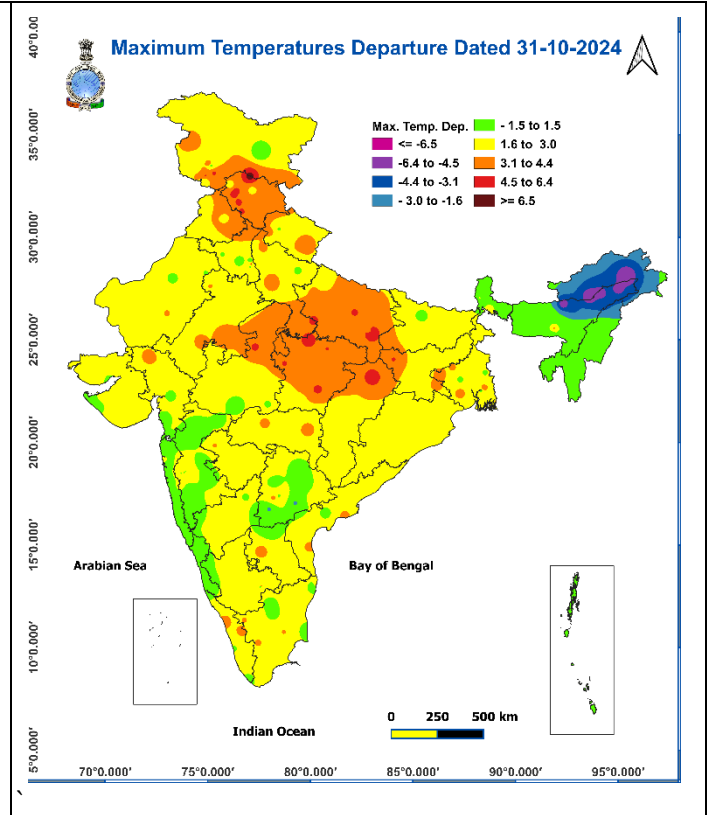 Maximum Temperatures Departure Dated 31-10-2024
Max. Temp. Dep.
<= -6.5
-6.4 to -4.5
-4.4 to -3.1
- 3.0 to -1.6
- 1.5 to 1.5
1.6 to 3.0
3.1 to 4.4
4.5 to 6.4
>= 6.5
40°0.00
35°0.000'
30°0.000'
25°0.000'
20°0.000'
15°0.000'
10°0.000'
5°0.000'
Arabian Sea
Bay of Bengal
Indian Ocean
0 250 500 km
70°0.000' 75°0.000' 80°0.000' 85°0.000' 90°0.000' 95°0.000'
`